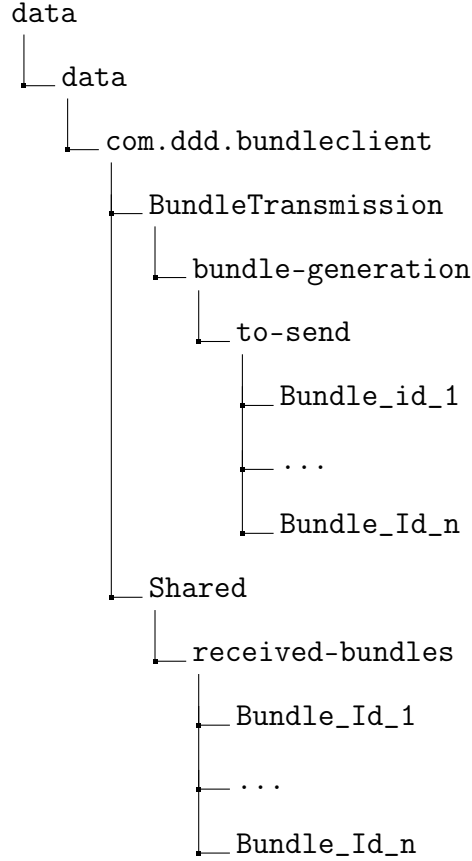 data
data
com.ddd.bundleclient
BundleTransmission
bundle-generation
to-send
Bundle_id_1
...
Bundle_Id_n
Shared
received-bundles
Bundle_Id_1
...
Bundle_Id_n